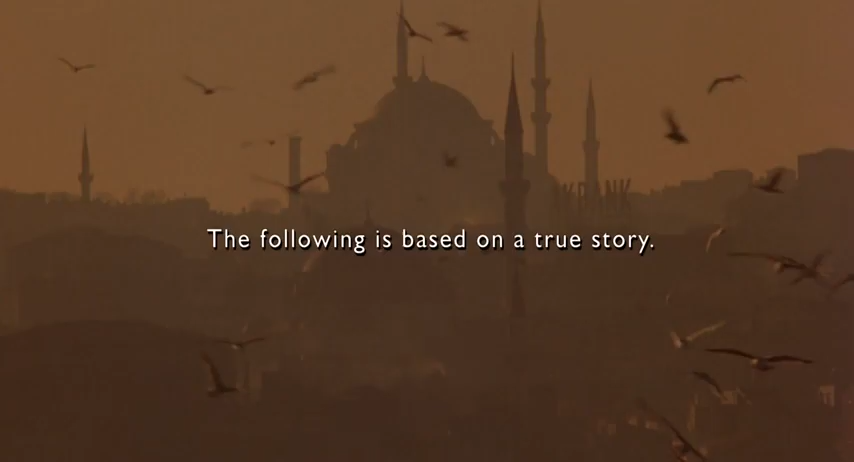 The following is based on a true story.